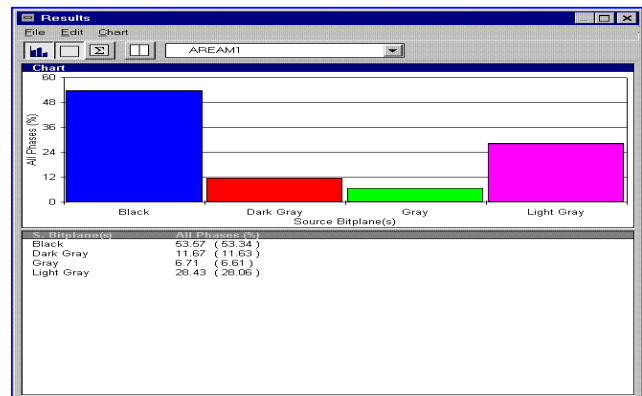 Results
File Edit Chart
Σ AREAM1
Chart
All Phases (%)
60
48
36
24
12
0
Black Dark Gray Gray Light Gray
Source Bitplane(s)
S. Bitplane(s) All Phases (%)
Black 53.57 ( 53.34 )
Dark Gray 11.67 ( 11.63 )
Gray 6.71 ( 6.61 )
Light Gray 28.43 ( 28.06 )